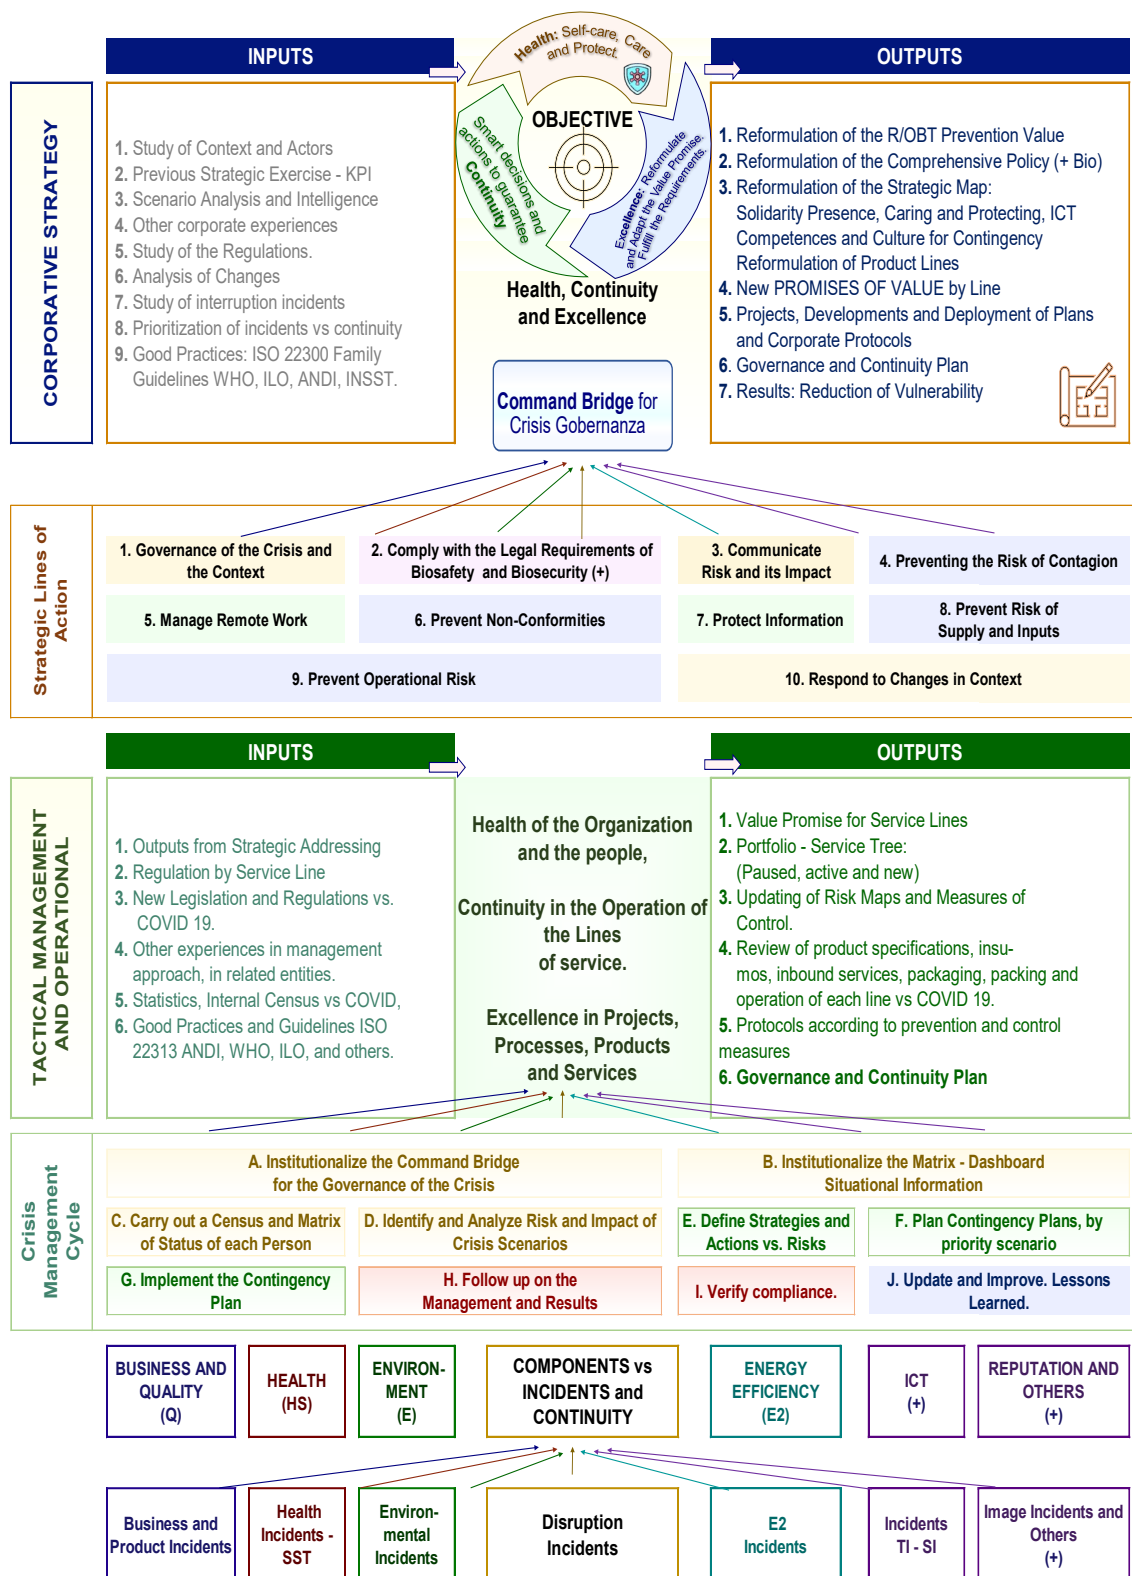 INPUTS
Health: Self-care, Care
and Protect.
OUTPUTS
CORPORATIVE STRATEGY
1. Study of Context and Actors
2. Previous Strategic Exercise - KPI
3. Scenario Analysis and Intelligence
4. Other corporate experiences
5. Study of the Regulations.
6. Analysis of Changes
7. Study of interruption incidents
8. Prioritization of incidents vs continuity
9. Good Practices: ISO 22300 Family
Guidelines WHO, ILO, ANDI, INSST.
OBJECTIVE
Smart decisions and
actions to guarantee
Continuity
Excellence: Reformulate
and Adapt the Value Promise.
Fulfill the Requirements.
Health, Continuity
and Excellence
Command Bridge for
Crisis Gobernanza
1. Reformulation of the R/OBT Prevention Value
2. Reformulation of the Comprehensive Policy (+ Bio)
3. Reformulation of the Strategic Map:
Solidarity Presence, Caring and Protecting, ICT
Competences and Culture for Contingency
Reformulation of Product Lines
4. New PROMISES OF VALUE by Line
5. Projects, Developments and Deployment of Plans
and Corporate Protocols
6. Governance and Continuity Plan
7. Results: Reduction of Vulnerability
Strategic Lines of
Action
1. Governance of the Crisis and
the Context
2. Comply with the Legal Requirements of
Biosafety and Biosecurity (+)
3. Communicate
Risk and its Impact
4. Preventing the Risk of Contagion
5. Manage Remote Work
6. Prevent Non-Conformities
7. Protect Information
8. Prevent Risk of
Supply and Inputs
9. Prevent Operational Risk
10. Respond to Changes in Context
INPUTS
OUTPUTS
TACTICAL MANAGEMENT
AND OPERATIONAL
1. Outputs from Strategic Addressing
2. Regulation by Service Line
3. New Legislation and Regulations vs.
COVID 19.
4. Other experiences in management
approach, in related entities.
5. Statistics, Internal Census vs COVID,
6. Good Practices and Guidelines ISO
22313 ANDI, WHO, ILO, and others.
Health of the Organization
and the people,
Continuity in the Operation of
the Lines
of service.
Excellence in Projects,
Processes, Products
and Services
1. Value Promise for Service Lines
2. Portfolio - Service Tree:
(Paused, active and new)
3. Updating of Risk Maps and Measures of
Control.
4. Review of product specifications, insu-
mos, inbound services, packaging, packing and
operation of each line vs COVID 19.
5. Protocols according to prevention and control
measures
6. Governance and Continuity Plan
Crisis
Management
Cycle
A. Institutionalize the Command Bridge
for the Governance of the Crisis
B. Institutionalize the Matrix - Dashboard
Situational Information
C. Carry out a Census and Matrix
of Status of each Person
D. Identify and Analyze Risk and Impact of
Crisis Scenarios
E. Define Strategies and
Actions vs. Risks
F. Plan Contingency Plans, by
priority scenario
G. Implement the Contingency
Plan
H. Follow up on the
Management and Results
I. Verify compliance.
J. Update and Improve. Lessons
Learned.
BUSINESS AND
QUALITY
(Q)
HEALTH
(HS)
ENVIRON-
MENT
(E)
COMPONENTS vs
INCIDENTS and
CONTINUITY
ENERGY
EFFICIENCY
(E2)
ICT
(+)
REPUTATION AND
OTHERS
(+)
Business and
Product Incidents
Health
Incidents -
SST
Environ-
mental
Incidents
Disruption
Incidents
E2
Incidents
Incidents
TI - SI
Image Incidents and
Others
(+)